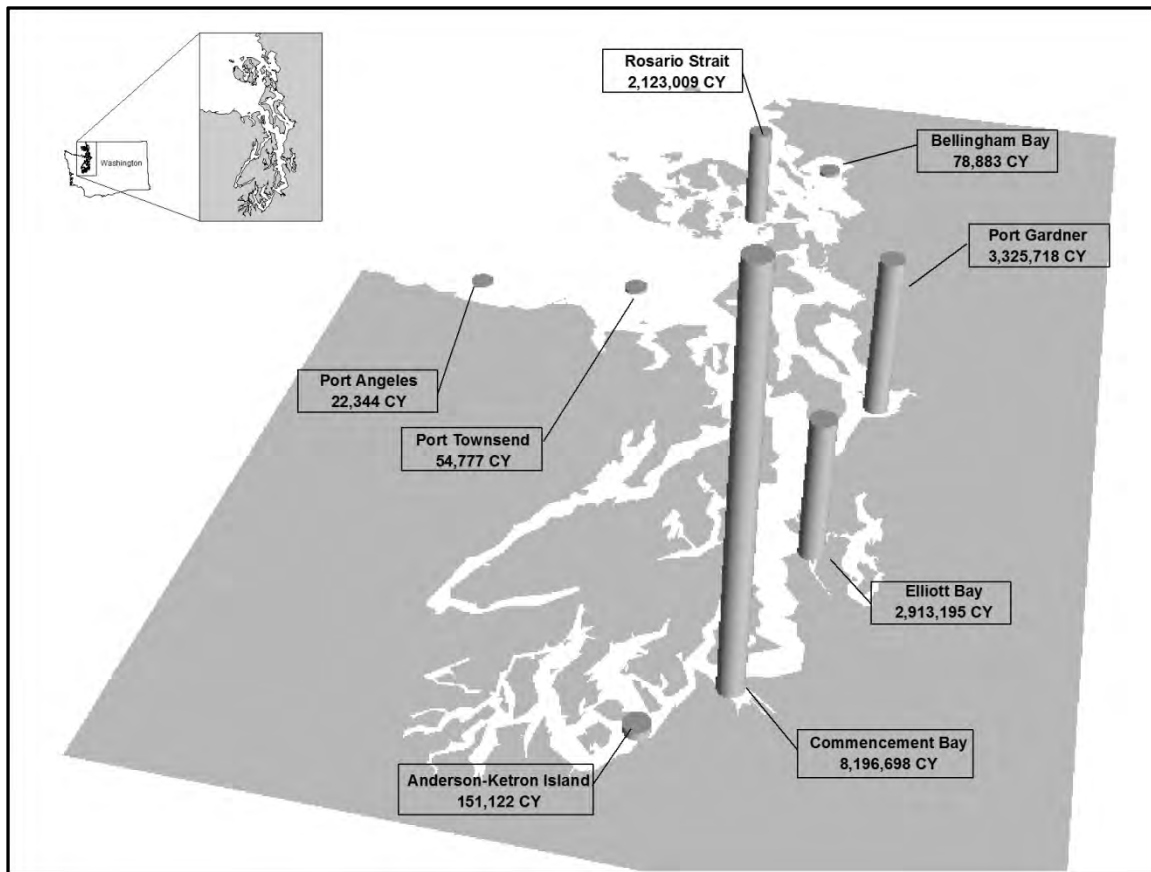 Rosario Strait
2,123,009 CY
Bellingham Bay
78,883 CY
Washington
Port Gardner
3,325,718 CY
Port Angeles
22,344 CY
Port Townsend
54,777 CY
Elliott Bay
2,913,195 CY
Commencement Bay
8,196,698 CY
Anderson-Ketron Island
151,122 CY